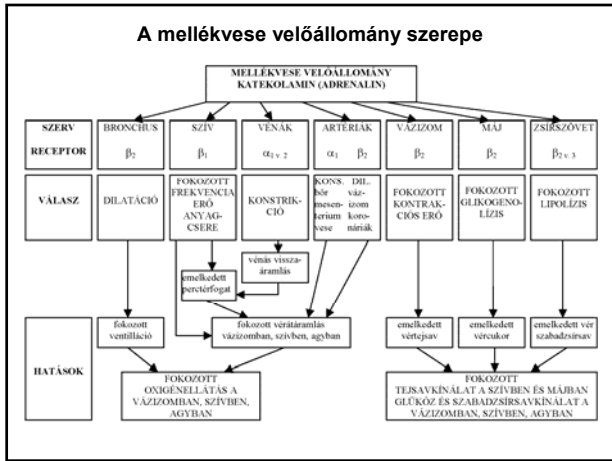 A mellékvese velőállomány szerepe
MELLÉKVESE VELŐÁLLOMÁNY
KATEKOLAMIN (ADRENALIN)
SZERV
RECEPTOR
BRONCHUS
β2
SZÍV
β1
VÉNÁK
α1 v. 2
ARTÉRIÁK
α1 β2
VÁZIZOM
β2
MÁJ
β2
ZSÍRSZÖVET
β2 v. 3
VÁLASZ
DILATÁCIÓ
FOKOZOTT
FREKVENCIA
ERŐ
ANYAG-
CSERE
KONSTRIK-
CIÓ
KONS.
bőr
mesen-
terium
vese
DIL.
váz-
izom
koro-
náriák
FOKOZOTT
KONTRAK-
CIÓS ERŐ
FOKOZOTT
GLIKOGENO-
LÍZIS
FOKOZOTT
LIPOLÍZIS
vénás vissza-
áramlás
emelkedett
perctérfogat
HATÁSOK
fokozott
ventilláció
fokozott vérátáramlás
vázizomban, szívben, agyban
emelkedett
vértejsav
emelkedett
vércukor
emelkedett vér
szabadzsírsav
FOKOZOTT
OXIGÉNELLÁTÁS A
VÁZIZOMBAN, SZÍVBEN,
AGYBAN
FOKOZOTT
TEJSAVKÍNÁLAT A SZÍVBEN ÉS MÁJBAN
GLÜKÓZ ÉS SZABADZSÍRSAVKÍNÁLAT A
VÁZIZOMBAN, SZÍVBEN, AGYBAN